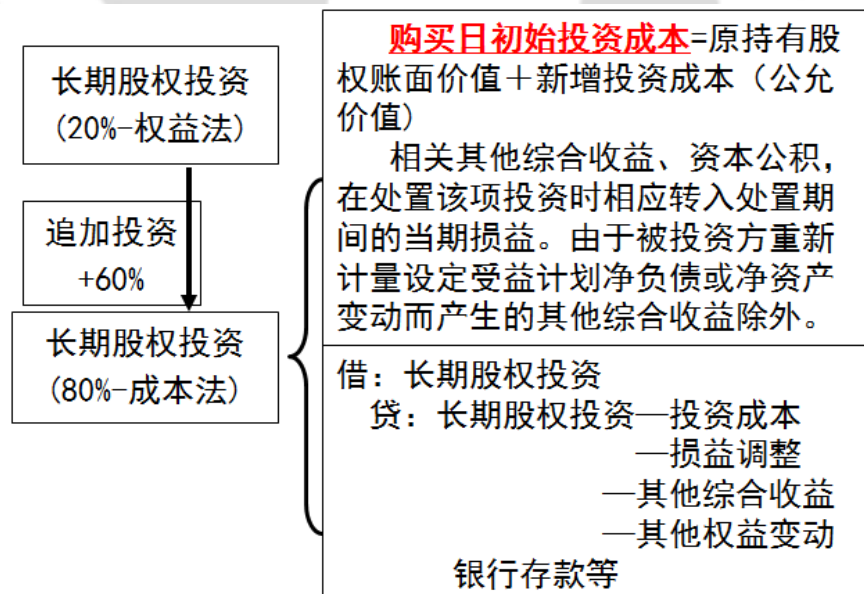 长期股权投资
(20%-权益法)
追加投资
+60%
长期股权投资
(80%-成本法)
购买日初始投资成本=原持有股
权账面价值＋新增投资成本（公允
价值)
相关其他综合收益、资本公积，
在处置该项投资时相应转入处置期
间的当期损益。由于被投资方重新
计量设定受益计划净负债或净资产
变动而产生的其他综合收益除外。
借：长期股权投资
贷：长期股权投资—投资成本
—损益调整
—其他综合收益
—其他权益变动
银行存款等